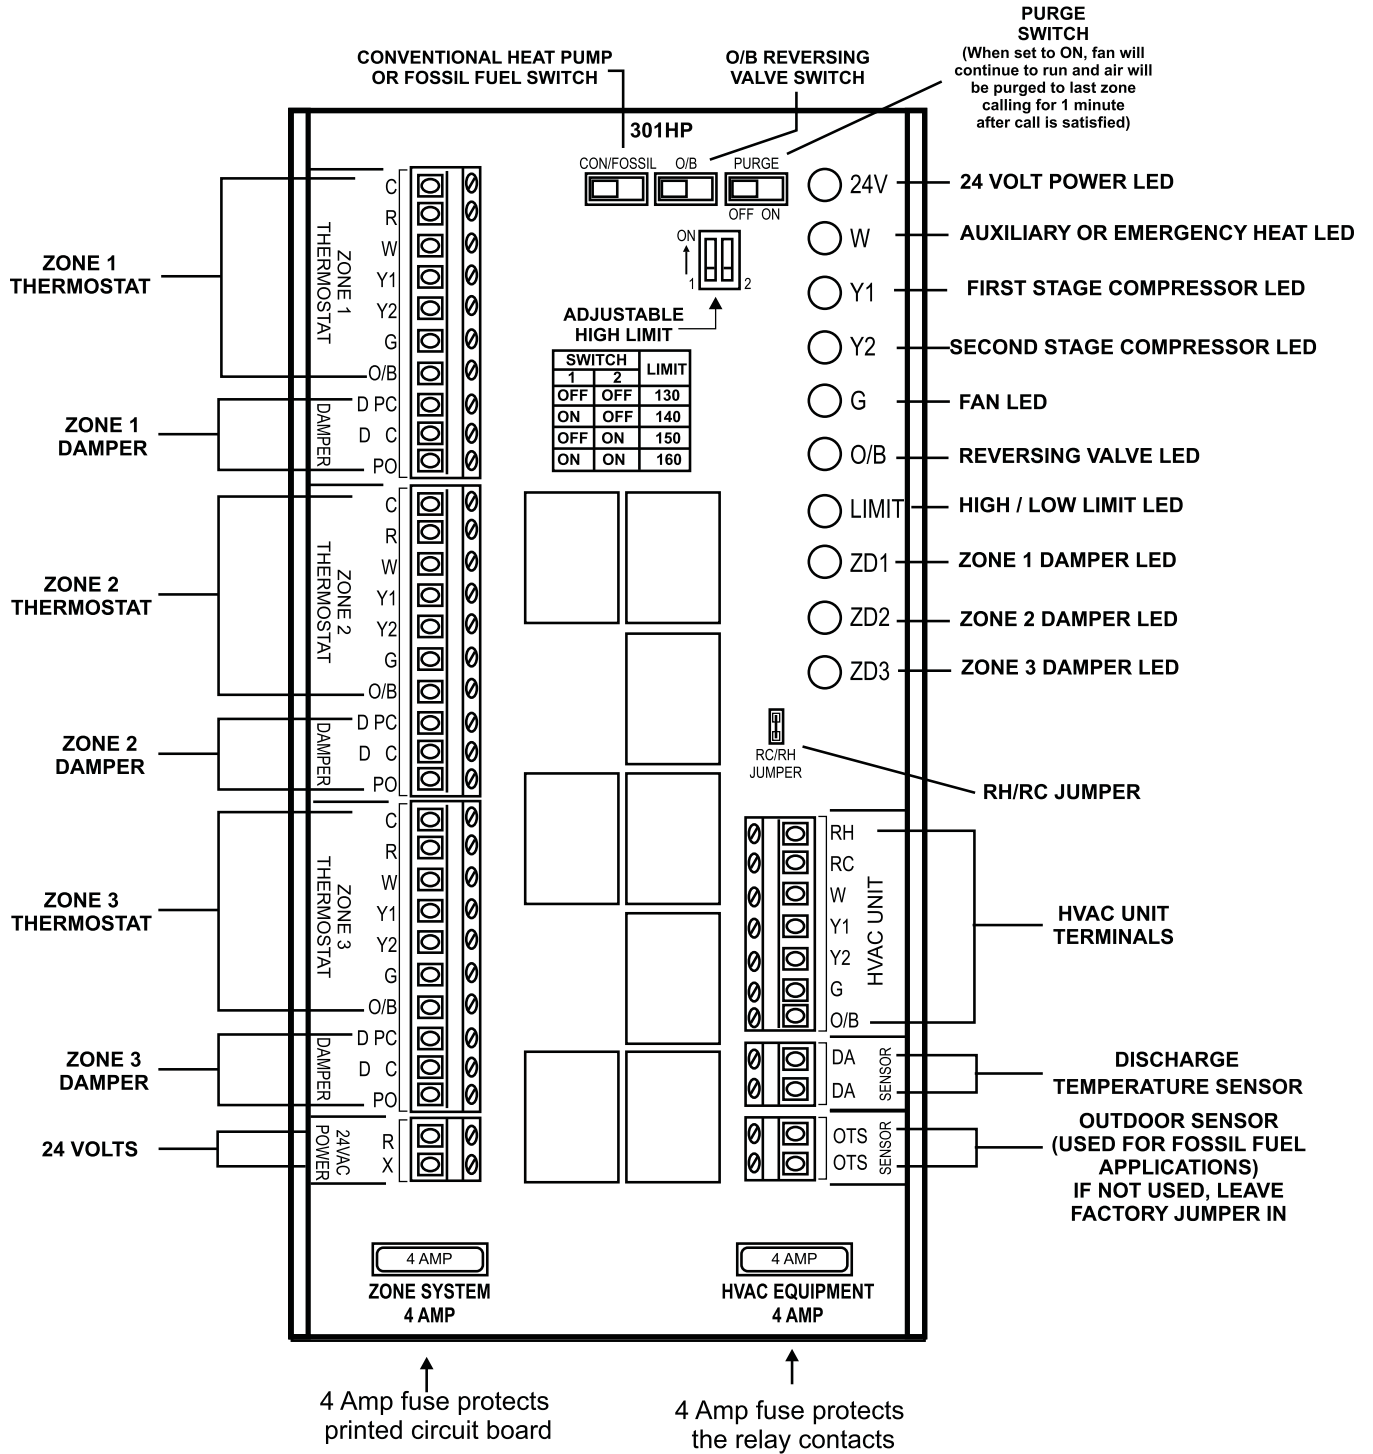 PURGE
SWITCH
(When set to ON, fan will
continue to run and air will
be purged to last zone
calling for 1 minute
after call is satisfied)
CONVENTIONAL HEAT PUMP
OR FOSSIL FUEL SWITCH
O/B REVERSING
VALVE SWITCH
301HP
CON/FOSSIL
O/B
PURGE
OFF ON
ON
1
2
ADJUSTABLE
HIGH LIMIT
SWITCH LIMIT
1 2
OFF OFF 130
ON OFF 140
OFF ON 150
ON ON 160
ZONE 1
THERMOSTAT
ZONE 1
THERMOSTAT
C
R
W
Y1
Y2
G
O/B
ZONE 1
DAMPER
DAMPER
D PC
D C
PO
ZONE 2
THERMOSTAT
ZONE 2
THERMOSTAT
C
R
W
Y1
Y2
G
O/B
ZONE 2
DAMPER
DAMPER
D PC
D C
PO
ZONE 3
THERMOSTAT
ZONE 3
THERMOSTAT
C
R
W
Y1
Y2
G
O/B
ZONE 3
DAMPER
DAMPER
D PC
D C
PO
24 VOLTS
24VAC
POWER
R
X
24V
24 VOLT POWER LED
W
AUXILIARY OR EMERGENCY HEAT LED
Y1
FIRST STAGE COMPRESSOR LED
Y2
SECOND STAGE COMPRESSOR LED
G
FAN LED
O/B
REVERSING VALVE LED
LIMIT
HIGH / LOW LIMIT LED
ZD1
ZONE 1 DAMPER LED
ZD2
ZONE 2 DAMPER LED
ZD3
ZONE 3 DAMPER LED
RC/RH
JUMPER
RH/RC JUMPER
RH
RC
W
Y1
Y2
G
O/B
HVAC UNIT
HVAC UNIT
TERMINALS
DA
DA
SENSOR
DISCHARGE
TEMPERATURE SENSOR
OTS
OTS
SENSOR
OUTDOOR SENSOR
(USED FOR FOSSIL FUEL
APPLICATIONS)
IF NOT USED, LEAVE
FACTORY JUMPER IN
4 AMP
ZONE SYSTEM
4 AMP
4 AMP
HVAC EQUIPMENT
4 AMP
4 Amp fuse protects
printed circuit board
4 Amp fuse protects
the relay contacts